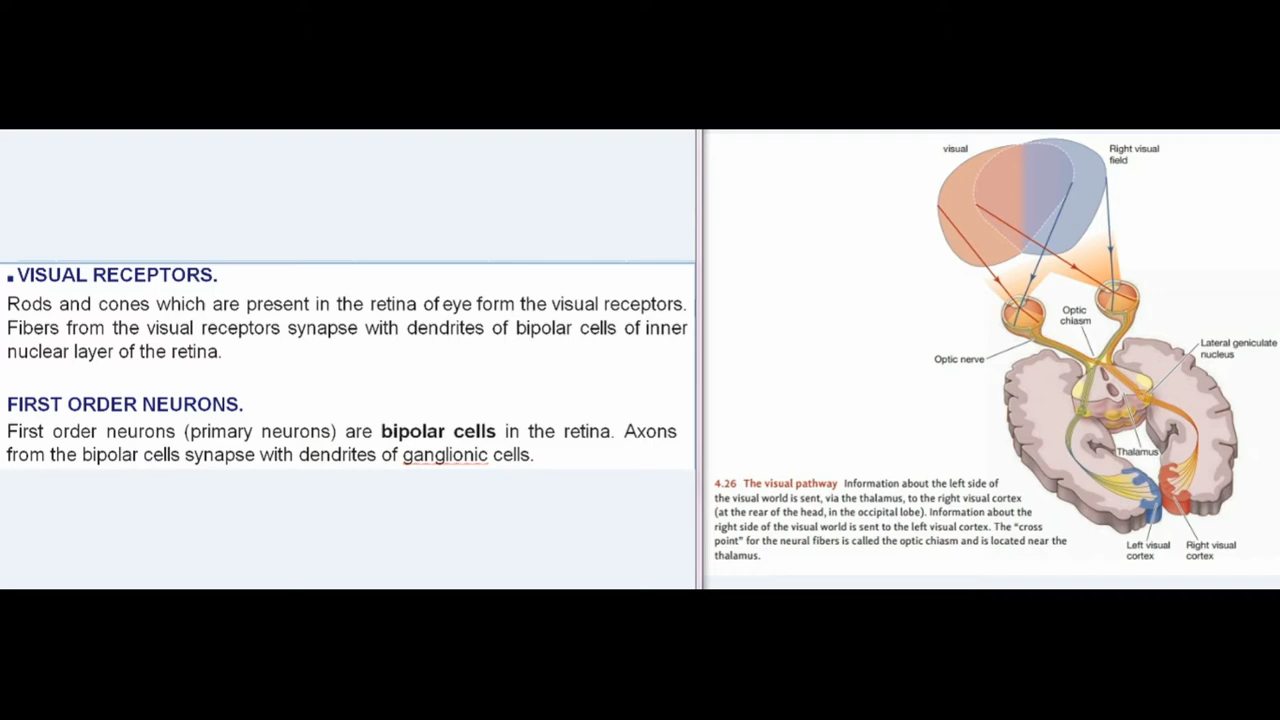 ▪VISUAL RECEPTORS.
Rods and cones which are present in the retina of eye form the visual receptors.
Fibers from the visual receptors synapse with dendrites of bipolar cells of inner
nuclear layer of the retina.
FIRST ORDER NEURONS.
First order neurons (primary neurons) are bipolar cells in the retina. Axons
from the bipolar cells synapse with dendrites of ganglionic cells.
visual
Right visual
field
Optic
chiasm
Optic nerve
Lateral geniculate
nucleus
Thalamus
Left visual
cortex
Right visual
cortex
4.26 The visual pathway Information about the left side of
the visual world is sent, via the thalamus, to the right visual cortex
(at the rear of the head, in the occipital lobe). Information about the
right side of the visual world is sent to the left visual cortex. The “cross
point” for the neural fibers is called the optic chiasm and is located near the
thalamus.